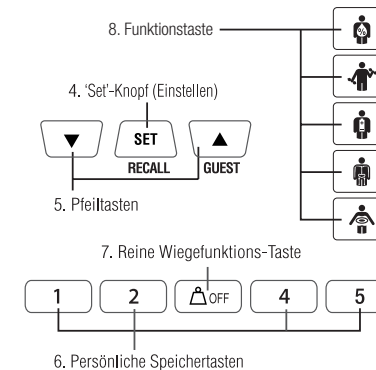 8. Funktionstaste
%
4. 'Set'-Knopf (Einstellen)
▼ SET ▲
RECALL GUEST
5. Pfeiltasten
7. Reine Wiegefunktions-Taste
1 2 OFF 4 5
6. Persönliche Speichertasten